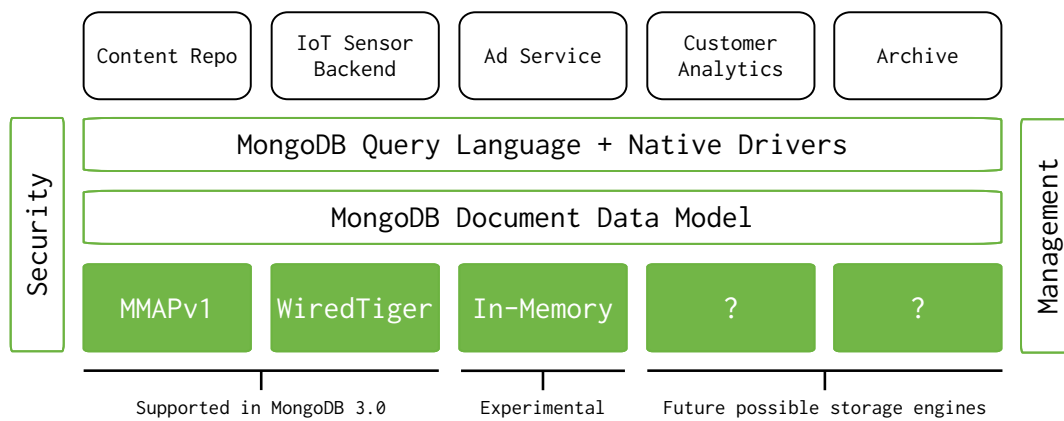 Content Repo
IoT Sensor
Backend
Ad Service
Customer
Analytics
Archive
Security
MongoDB Query Language + Native Drivers
Management
MongoDB Document Data Model
MMAPv1
WiredTiger
In-Memory
?
?
Supported in MongoDB 3.0
Experimental
Future possible storage engines